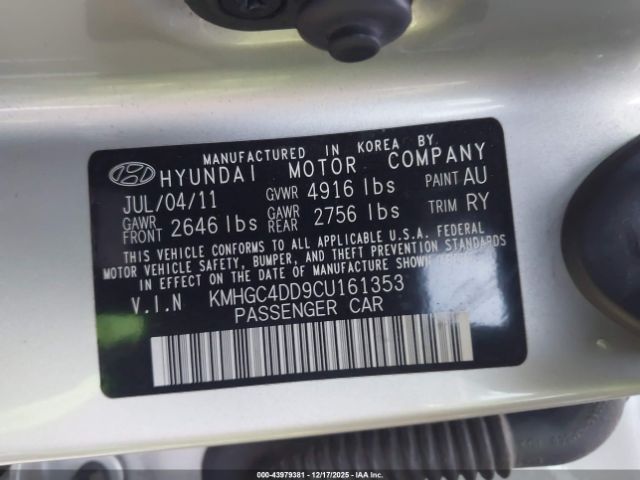 MANUFACTURED IN KOREA BY.
HYUNDAI MOTOR COMPANY
JUL/04/11 GVWR 4916 lbs PAINT AU
GAWR FRONT 2646 lbs GAWR REAR 2756 lbs TRIM RY
THIS VEHICLE CONFORMS TO ALL APPLICABLE U.S.A. FEDERAL
MOTOR VEHICLE SAFETY, BUMPER, AND THEFT PREVENTION STANDARDS
IN EFFECT ON THE DATE OF MANUFACTURE SHOWN
V.I.N KMHGC4DD9CU161353
PASSENGER CAR
000-43979381 - 12/17/2025 - IAA